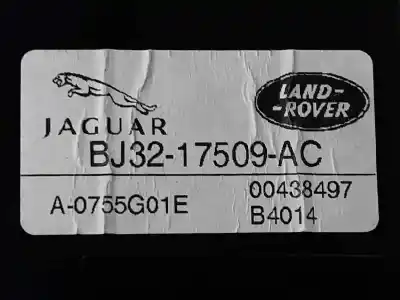 LAND-
-ROVER
JAGUAR
BJ32-17509-AC
A-0755G01E
00438497
B4014